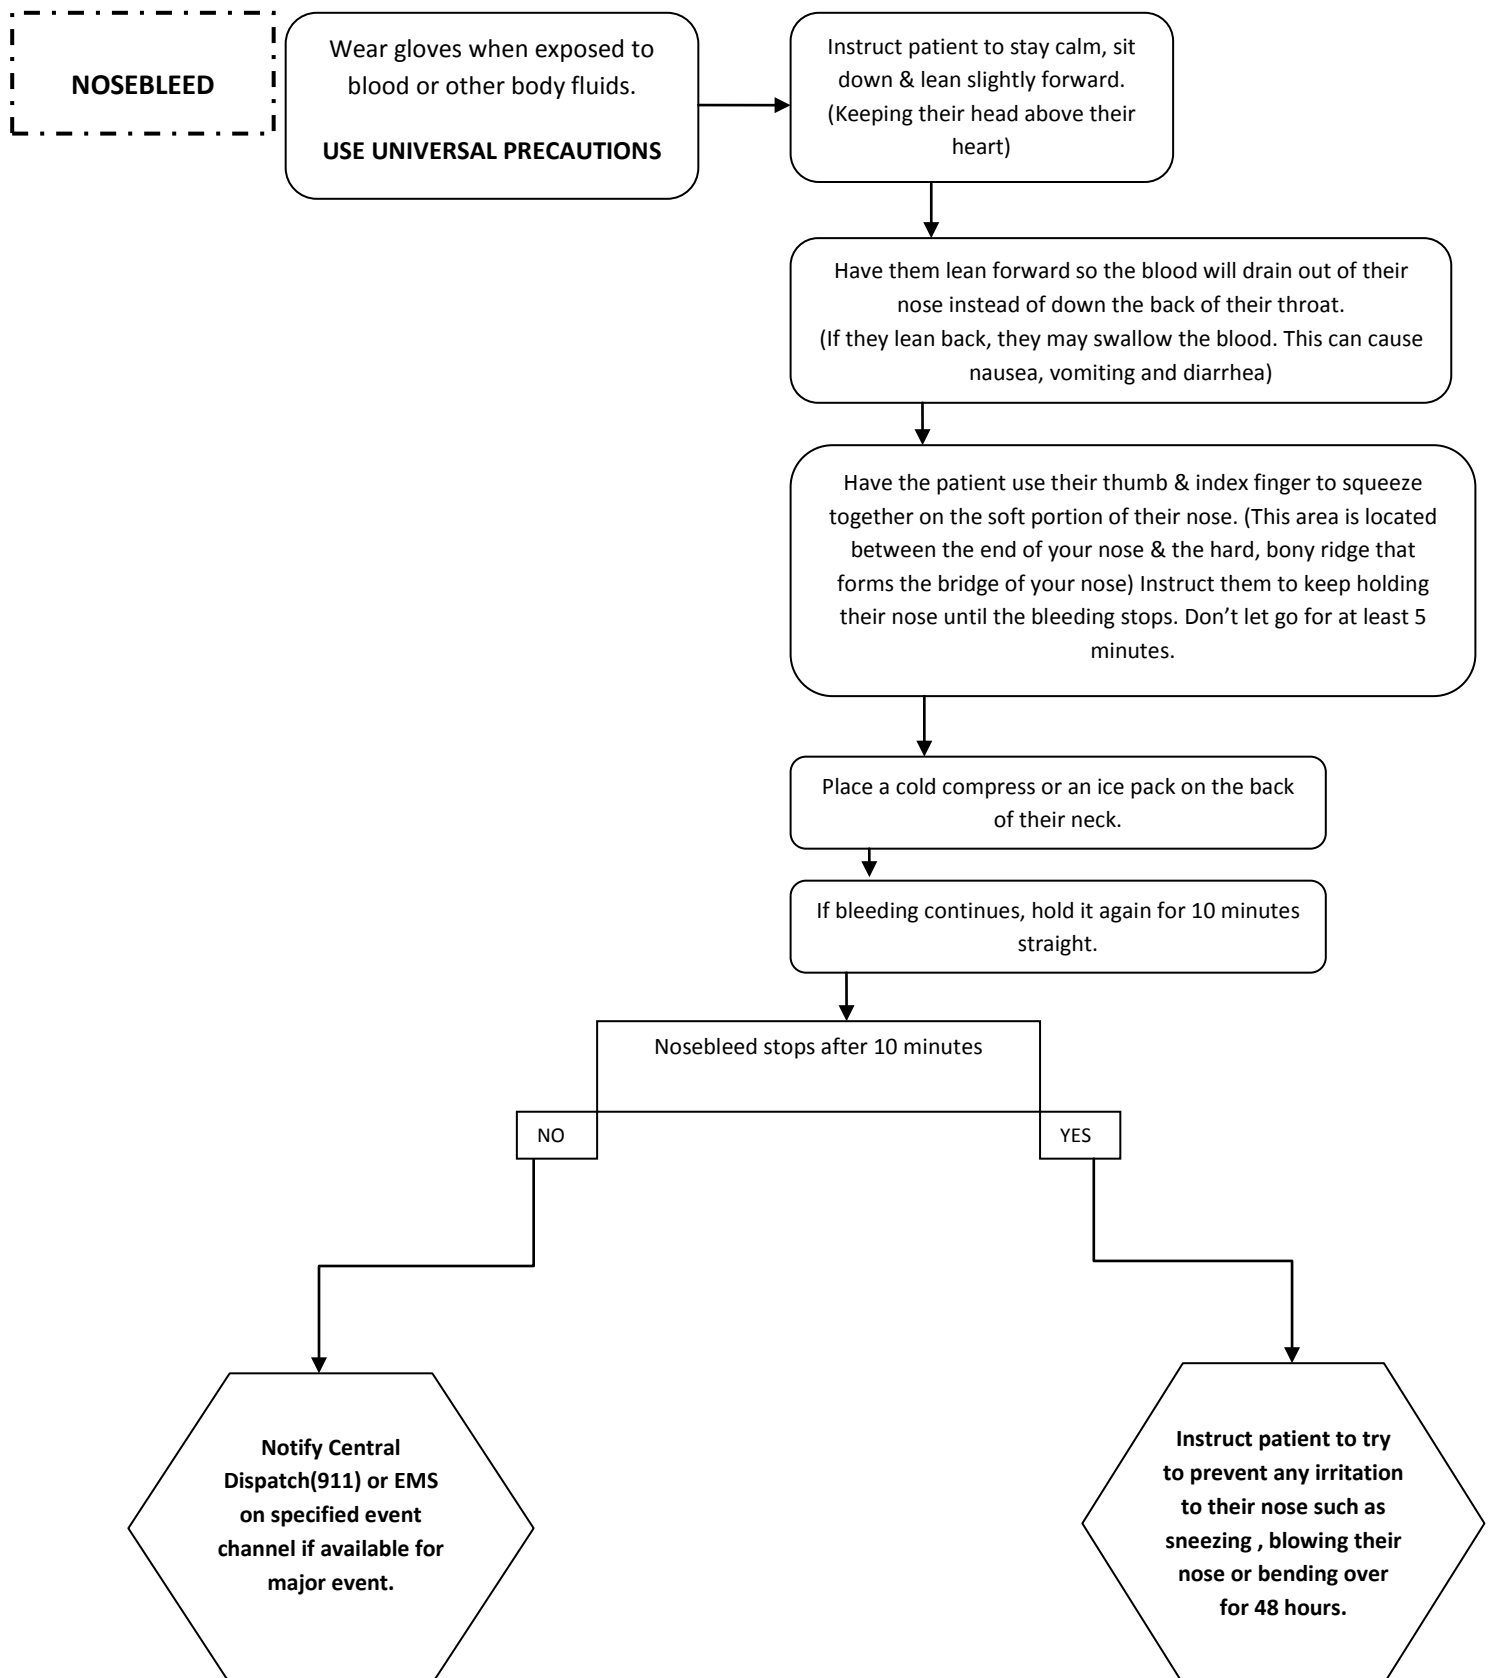 NOSEBLEED
Wear gloves when exposed to
blood or other body fluids.
USE UNIVERSAL PRECAUTIONS
Instruct patient to stay calm, sit
down & lean slightly forward.
(Keeping their head above their
heart)
Have them lean forward so the blood will drain out of their
nose instead of down the back of their throat.
(If they lean back, they may swallow the blood. This can cause
nausea, vomiting and diarrhea)
Have the patient use their thumb & index finger to squeeze
together on the soft portion of their nose. (This area is located
between the end of your nose & the hard, bony ridge that
forms the bridge of your nose) Instruct them to keep holding
their nose until the bleeding stops. Don’t let go for at least 5
minutes.
Place a cold compress or an ice pack on the back
of their neck.
If bleeding continues, hold it again for 10 minutes
straight.
Nosebleed stops after 10 minutes
NO
YES
Notify Central
Dispatch(911) or EMS
on specified event
channel if available for
major event.
Instruct patient to try
to prevent any irritation
to their nose such as
sneezing , blowing their
nose or bending over
for 48 hours.